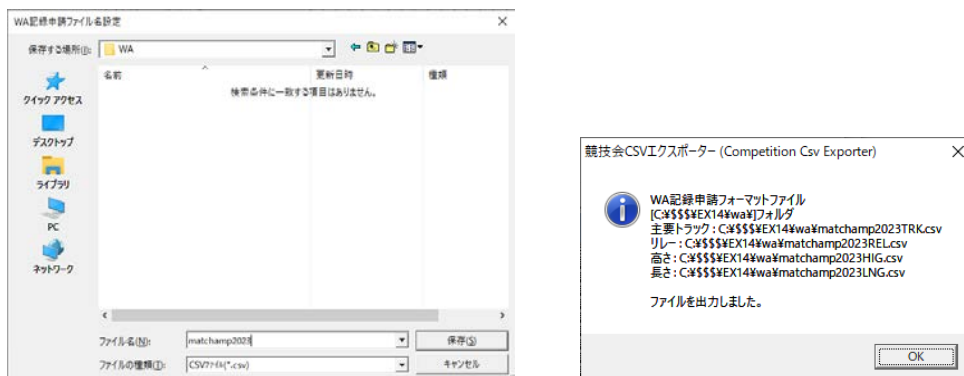 WA記録申請ファイル名設定
保存する場所(I):
WA
名前
更新日時
種類
検索条件に一致する項目はありません。
クイック アクセス
デスクトップ
ライブラリ
PC
ネットワーク
ファイル名(N):
matchamp2023
保存(S)
ファイルの種類(T):
CSVファイル(*.csv)
キャンセル
競技会CSVエクスポーター (Competition Csv Exporter)
WA記録申請フォーマットファイル
[C:¥$$$¥EX14¥wa¥]フォルダ
主要トラック : C:¥$$$¥EX14¥wa¥matchamp2023TRK.csv
リレー : C:¥$$$¥EX14¥wa¥matchamp2023REL.csv
高さ : C:¥$$$¥EX14¥wa¥matchamp2023HIG.csv
長さ : C:¥$$$¥EX14¥wa¥matchamp2023LNG.csv
ファイルを出力しました。
OK